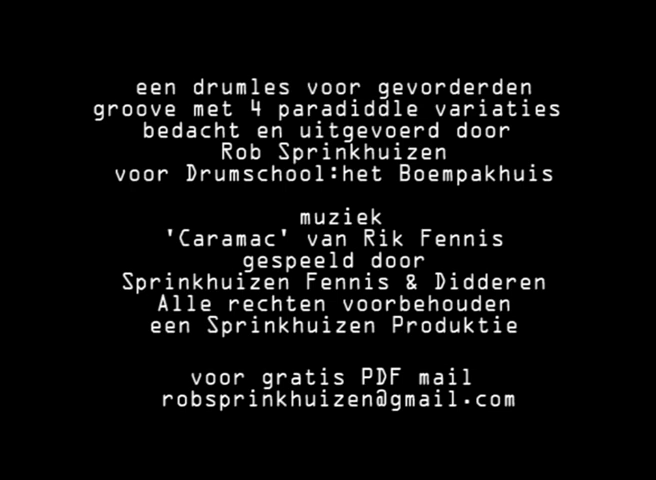 een drumles voor gevorderden
groove met 4 paradiddle variaties
bedacht en uitgevoerd door
Rob Sprinkhuizen
voor Drumschool:het Boempakhuis
muziek
'Caramac' van Rik Fennis
gespeeld door
Sprinkhuizen Fennis & Didderen
Alle rechten voorbehouden
een Sprinkhuizen Produktie
voor gratis PDF mail
robsprinkhuizen@gmail.com